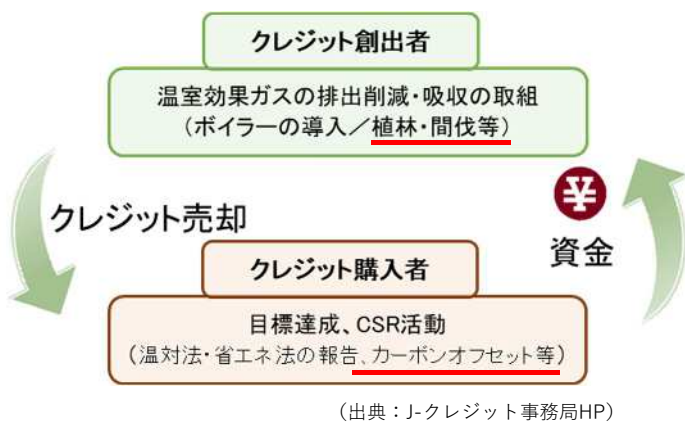 クレジット創出者
温室効果ガスの排出削減・吸収の取組
（ボイラーの導入／植林・間伐等）
クレジット売却
¥
資金
クレジット購入者
目標達成、CSR活動
（温対法・省エネ法の報告、カーボンオフセット等）
（出典：J-クレジット事務局HP）